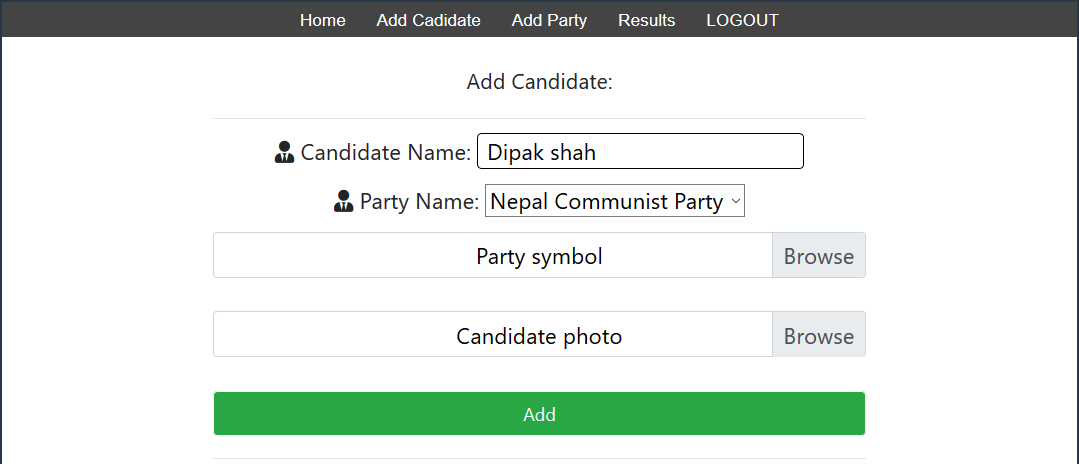 Home Add Cadidate Add Party Results LOGOUT
Add Candidate:
Candidate Name: Dipak shah
Party Name: Nepal Communist Party
Party symbol Browse
Candidate photo Browse
Add